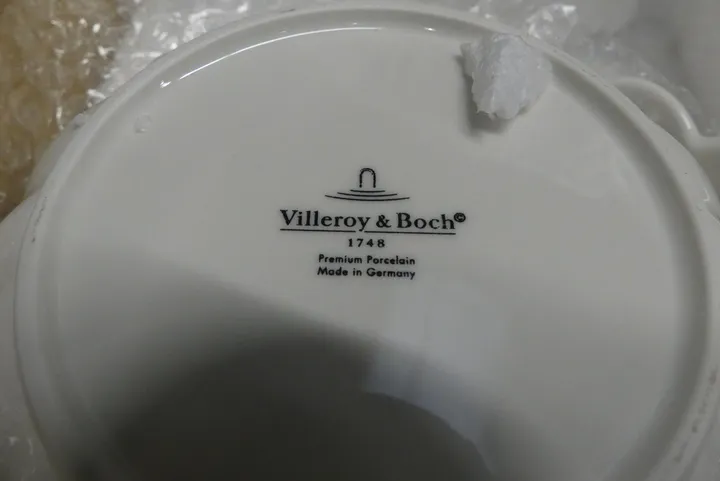 Villeroy & Boch©
1748
Premium Porcelain
Made in Germany